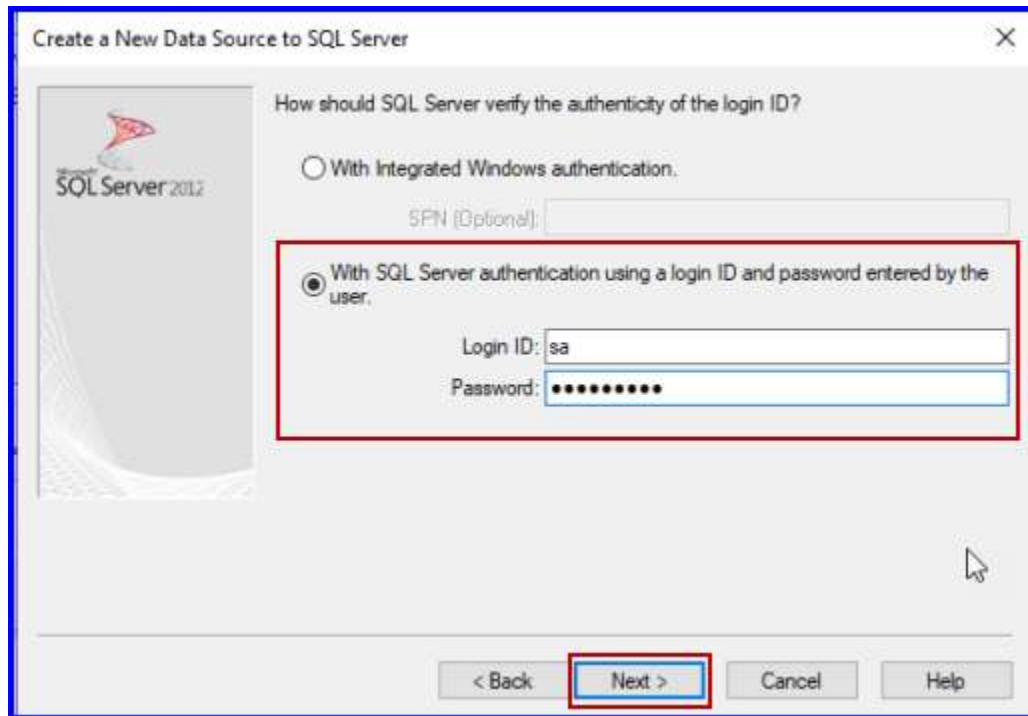 Create a New Data Source to SQL Server
How should SQL Server verify the authenticity of the login ID?
Microsoft
SQL Server 2012
With Integrated Windows authentication.
SPN (Optional):
With SQL Server authentication using a login ID and password entered by the
user.
Login ID: sa
Password: •••••••••
< Back
Next >
Cancel
Help